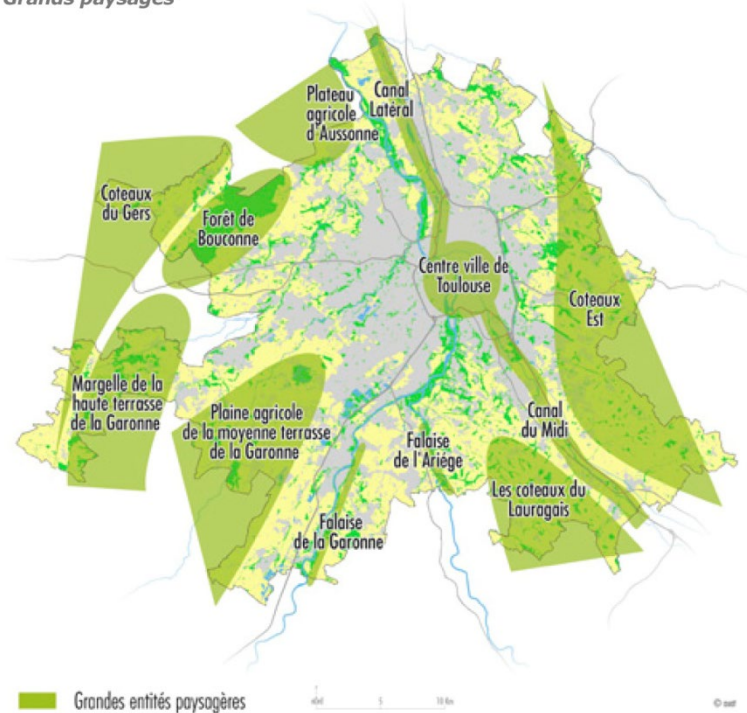 Grands paysages
Plateau
agricole
d'Aussonne
Canal
Latéral
Coteaux
du Gers
Forêt de
Bouconne
Centre ville de
Toulouse
Coteaux
Est
Margelle de la
haute terrasse
de la Garonne
Plaine agricole
de la moyenne terrasse
de la Garonne
Falaise
de l'Ariège
Canal
du Midi
Les coteaux du
Lauragais
Falaise
de la Garonne
Grandes entités paysagères
5
10 Km